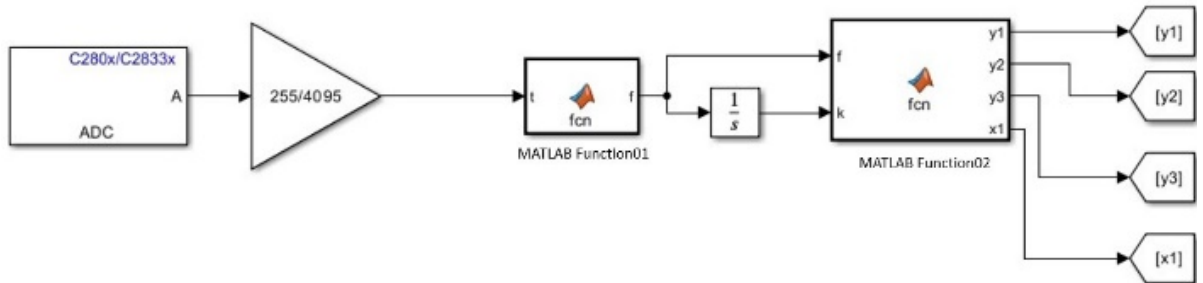 C280x/C2833x
A
ADC
255/4095
t
f
fcn
MATLAB Function01
1
s
f
k
fcn
y1
y2
y3
x1
MATLAB Function02
[y1]
[y2]
[y3]
[x1]